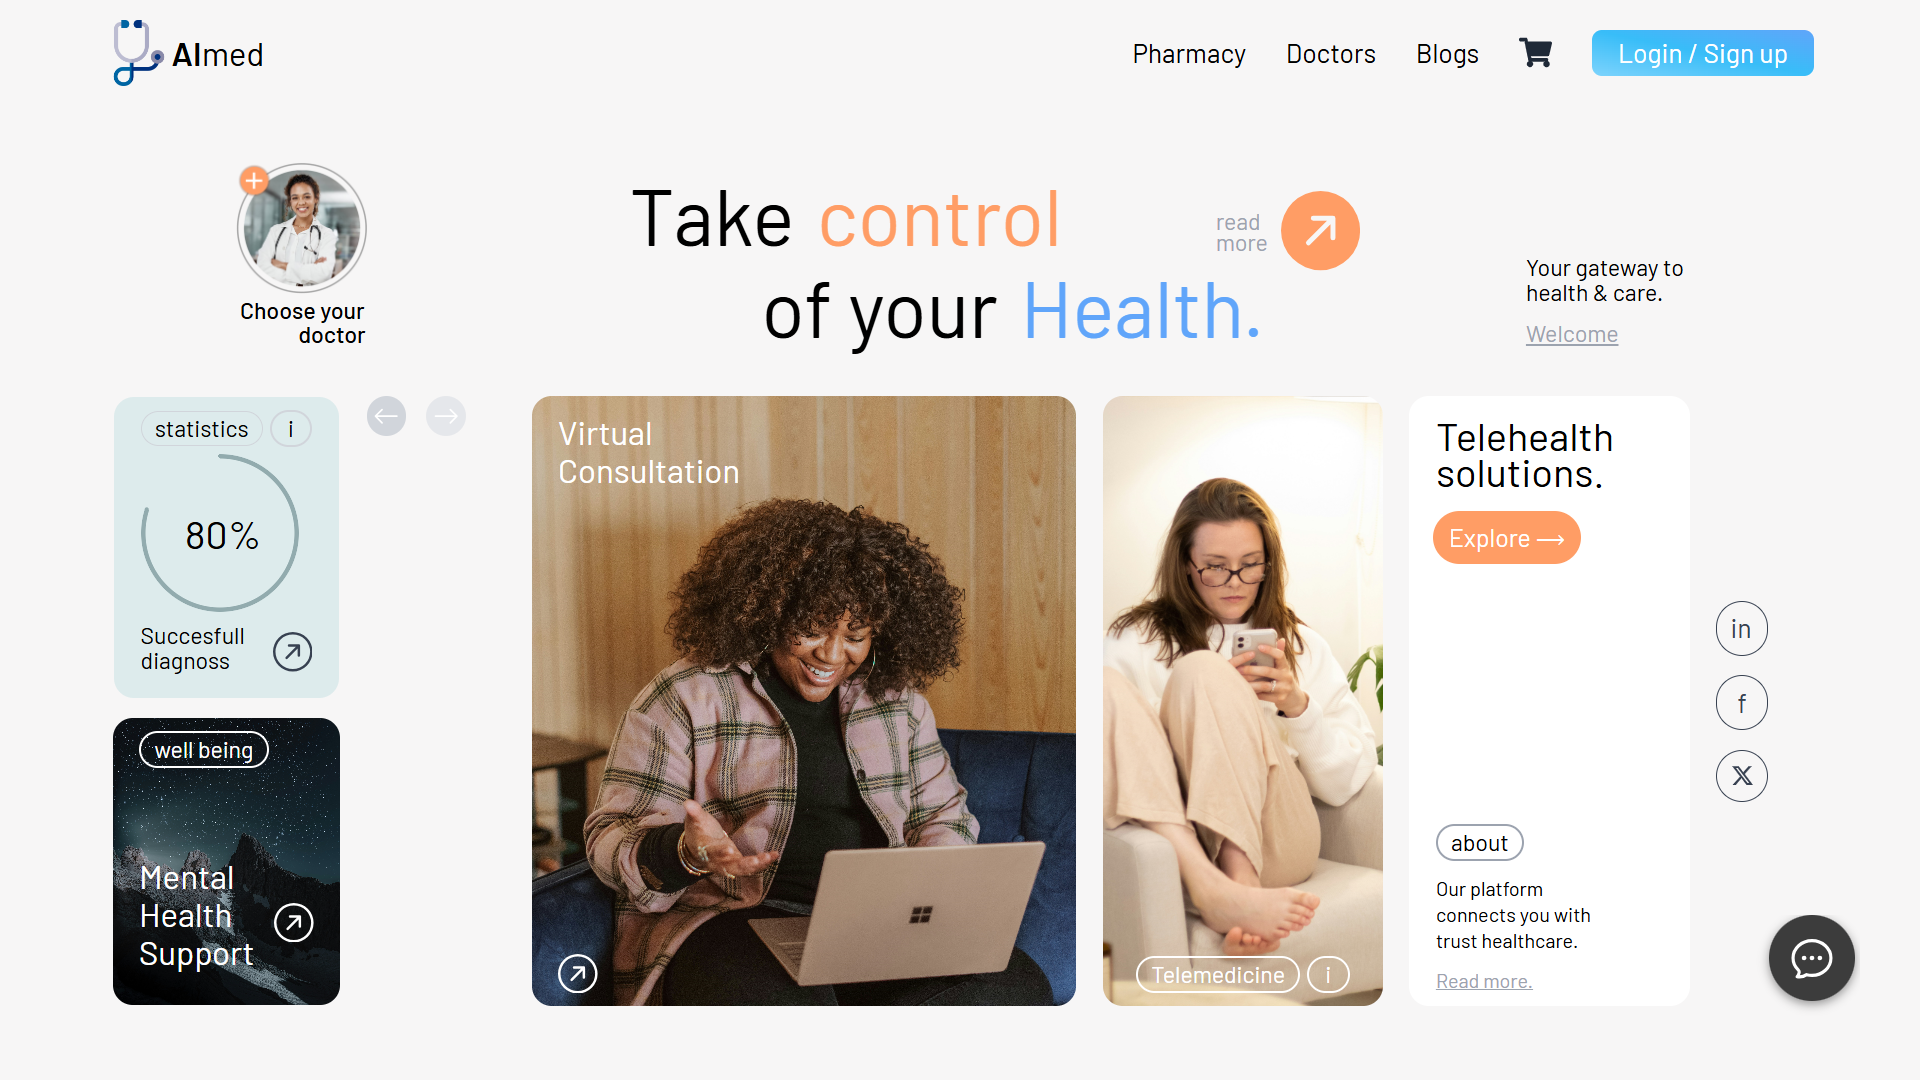 AImed
Pharmacy
Doctors
Blogs
Login / Sign up
Choose your
doctor
Take control
of your Health.
read
more
Your gateway to
health & care.
Welcome
statistics
i
80%
Succesfull
diagnoss
well being
Mental
Health
Support
Virtual
Consultation
Telemedicine
i
Telehealth
solutions.
Explore ⟶
about
Our platform
connects you with
trust healthcare.
Read more.
in
f
X